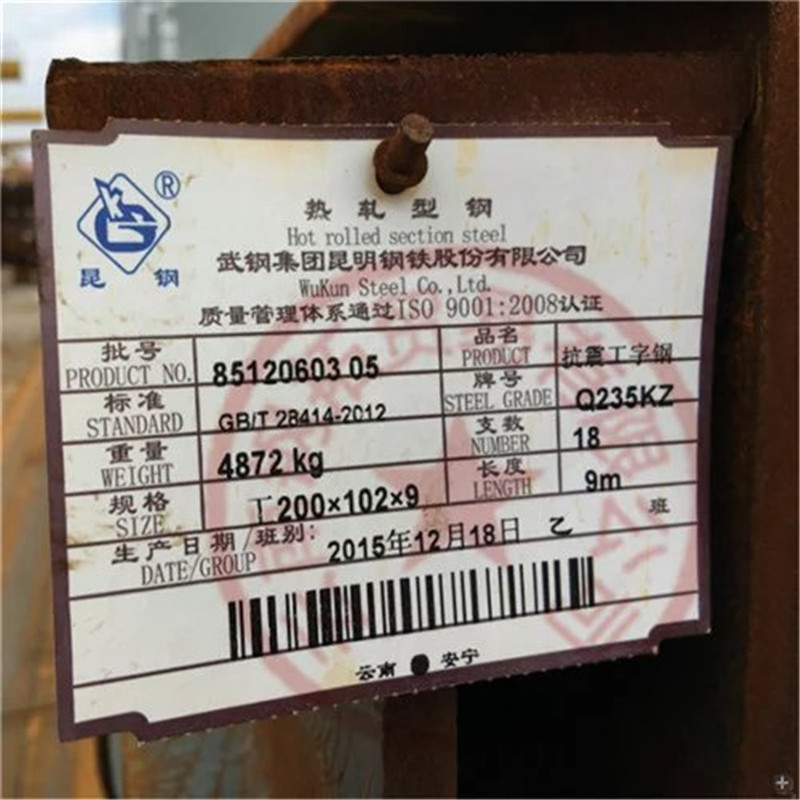 ®
昆 钢
热轧型钢
Hot rolled section steel
武钢集团昆明钢铁股份有限公司
WuKun Steel Co.,Ltd.
质量管理体系通过ISO 9001:2008认证
批号 85120603 05 品名 抗震工字钢
PRODUCT NO. PRODUCT
标准 GB/T 28414-2012 牌号 Q235KZ
STANDARD STEEL GRADE
重量 4872 kg 支数 18
WEIGHT NUMBER
规格 工200×102×9 长度 9m
SIZE LENGTH
生产日期/班别: 2015年12月18日 乙 班
DATE/GROUP
云南 ● 安宁